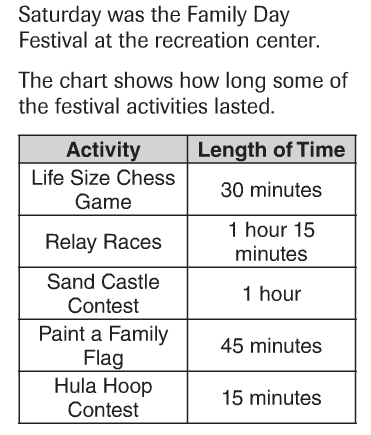 Saturday was the Family Day
Festival at the recreation center.
The chart shows how long some of
the festival activities lasted.
Activity Length of Time
Life Size Chess
Game
30 minutes
Relay Races
1 hour 15
minutes
Sand Castle
Contest
1 hour
Paint a Family
Flag
45 minutes
Hula Hoop
Contest
15 minutes